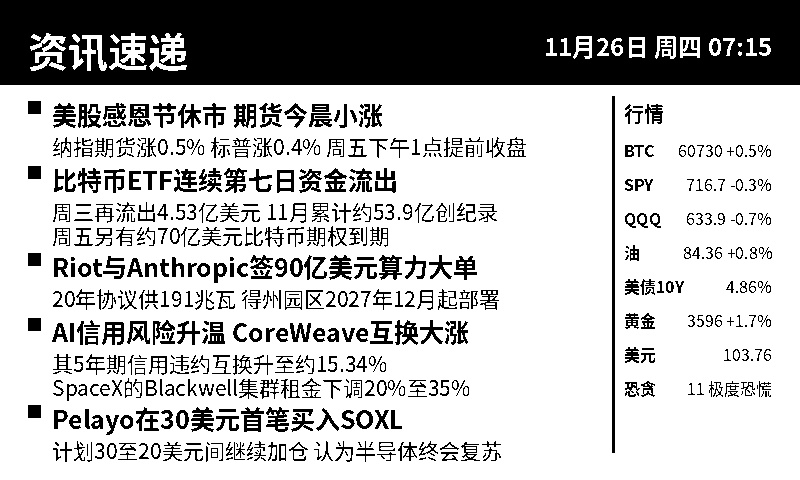 资讯速递
11月26日 周四 07:15
美股感恩节休市 期货今晨小涨
纳指期货涨0.5% 标普涨0.4% 周五下午1点提前收盘
比特币ETF连续第七日资金流出
周三再流出4.53亿美元 11月累计约53.9亿创纪录
周五另有约70亿美元比特币期权到期
Riot与Anthropic签90亿美元算力大单
20年协议供191兆瓦 得州园区2027年12月起部署
AI信用风险升温 CoreWeave互换大涨
其5年期信用违约互换升至约15.34%
SpaceX的Blackwell集群租金下调20%至35%
Pelayo在30美元首笔买入SOXL
计划30至20美元间继续加仓 认为半导体终会复苏
行情
BTC 60730 +0.5%
SPY 716.7 -0.3%
QQQ 633.9 -0.7%
油 84.36 +0.8%
美债10Y 4.86%
黄金 3596 +1.7%
美元 103.76
恐贪 11 极度恐慌